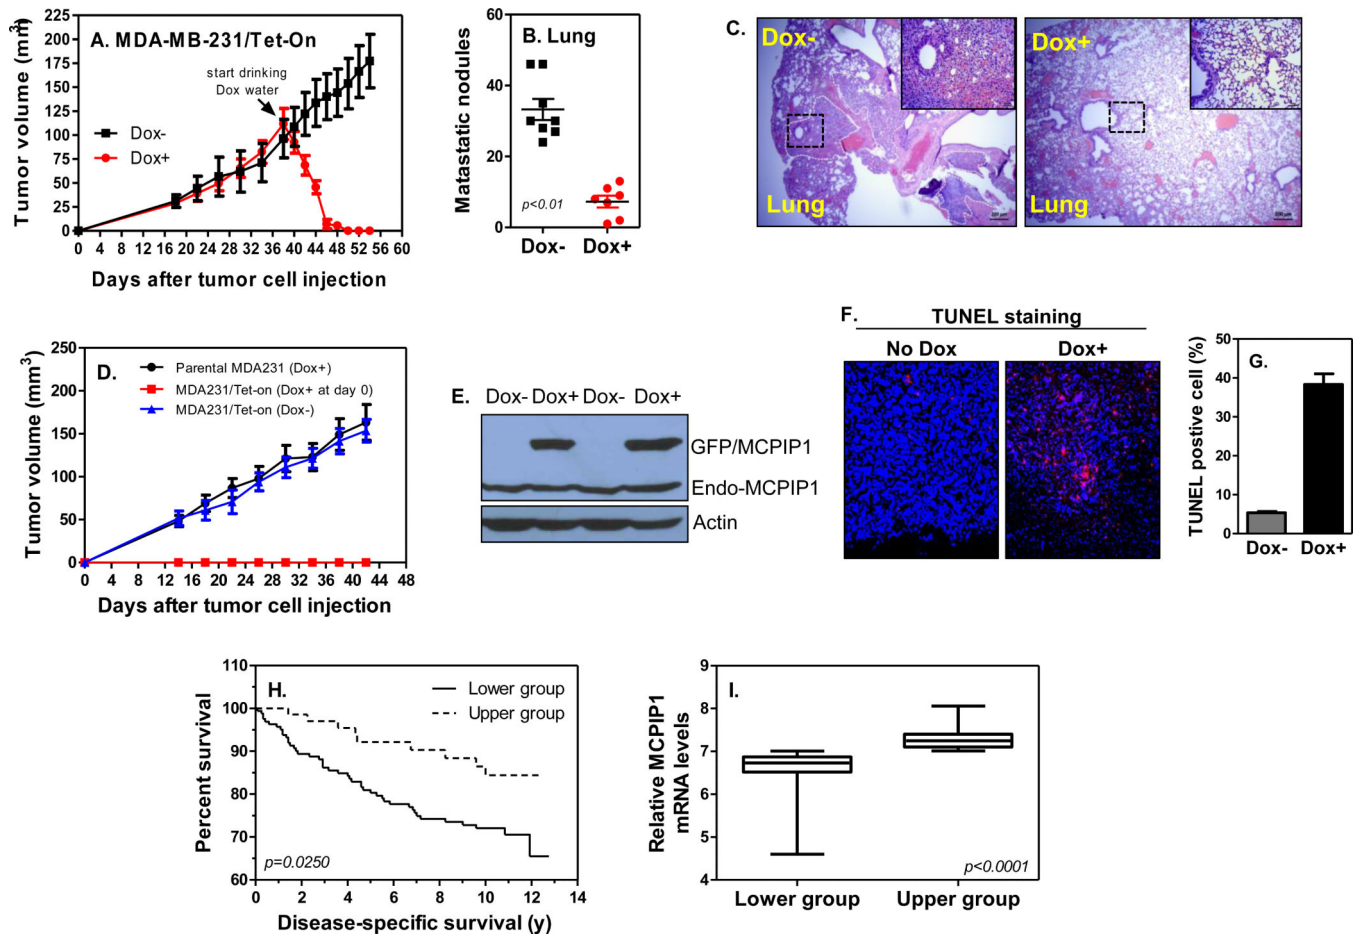 A. MDA-MB-231/Tet-On
Tumor volume (mm³)
200
175
150
125
100
75
50
25
0
start drinking
Dox water
Dox-
Dox+
0 4 8 12 16 20 24 28 32 36 40 44 48 52 56 60
Days after tumor cell injection
B. Lung
Matastatic nodules
60
40
20
0
p<0.01
Dox- Dox+
C.
Dox-
Lung
Dox+
Lung
D.
Tumor volume (mm³)
250
200
150
100
50
0
Parental MDA231 (Dox+)
MDA231/Tet-on (Dox+ at day 0)
MDA231/Tet-on (Dox-)
0 4 8 12 16 20 24 28 32 36 40 44 48
Days after tumor cell injection
E.
Dox- Dox+ Dox- Dox+
GFP/MCPIP1
Endo-MCPIP1
Actin
F.
TUNEL staining
No Dox Dox+
G.
TUNEL postive cell (%)
50
40
30
20
10
0
Dox- Dox+
H.
Percent survival
110
100
90
80
70
60
Lower group
Upper group
p=0.0250
0 2 4 6 8 10 12 14
Disease-specific survival (y)
I.
Relative MCPIP1
mRNA levels
9
8
7
6
5
4
p<0.0001
Lower group Upper group